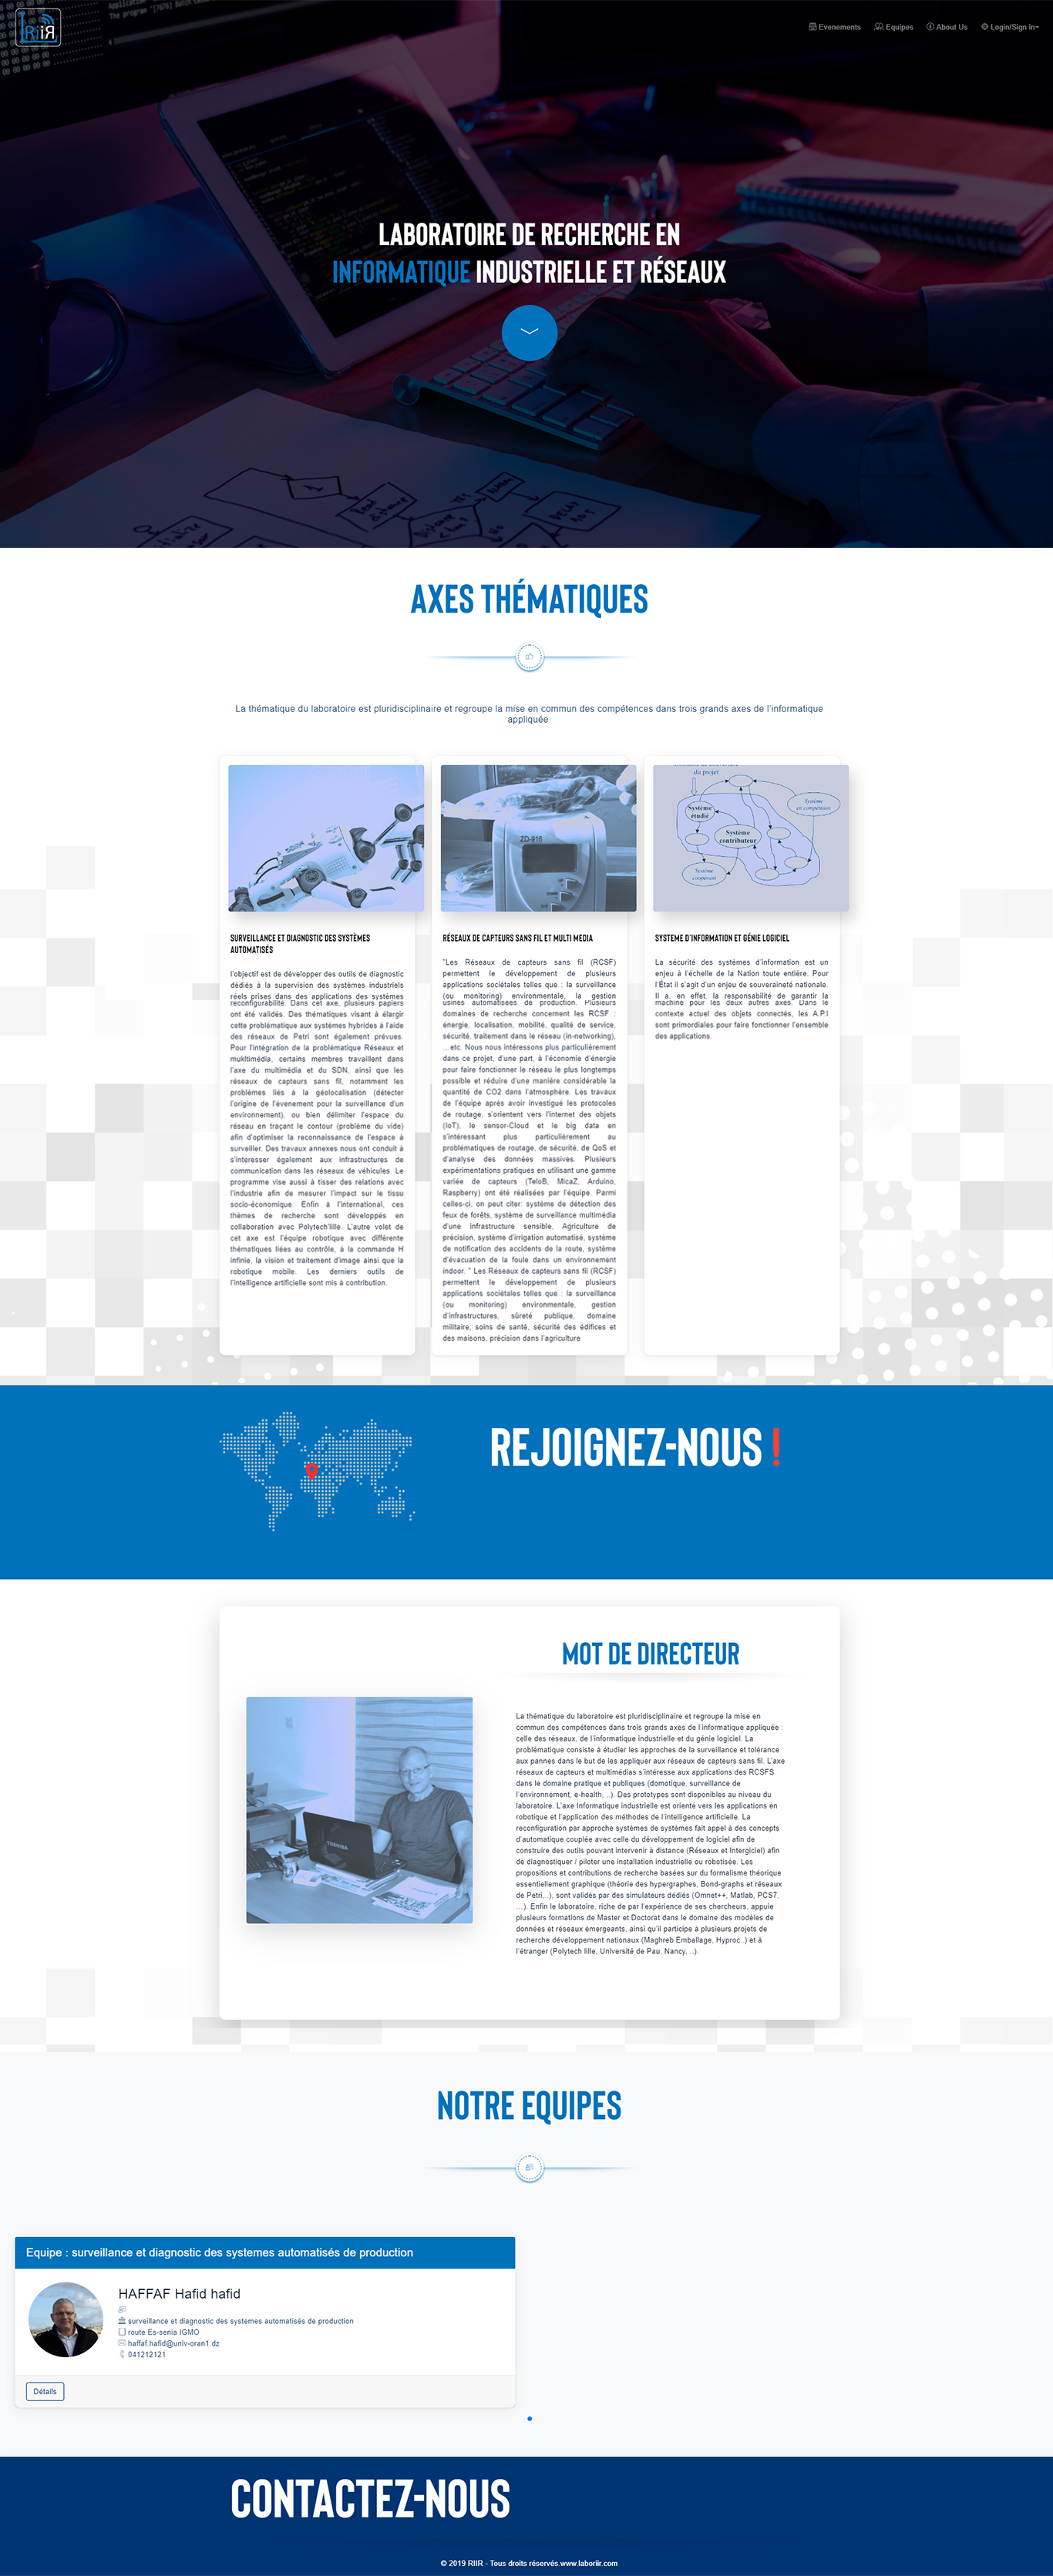 RiiR
Evenements
Equipes
About Us
Login/Sign in
LABORATOIRE DE RECHERCHE EN
INFORMATIQUE INDUSTRIELLE ET RÉSEAUX
AXES THÉMATIQUES
La thématique du laboratoire est pluridisciplinaire et regroupe la mise en commun des compétences dans trois grands axes de l'informatique
appliquée
SURVEILLANCE ET DIAGNOSTIC DES SYSTÈMES
AUTOMATISÉS
l'objectif est de développer des outils de diagnostic
dédiés à la supervision des systèmes industriels
réels prises dans des applications des systèmes
reconfigurabilité. Dans cet axe, plusieurs papiers
ont été validés. Des thématiques visant à élargir
cette problématique aux systèmes hybrides à l'aide
des réseaux de Petri sont également prévues.
Pour l'intégration de la problématique Réseaux et
mukltimédia, certains membres travaillent dans
l'axe du multimédia et du SDN, ainsi que les
réseaux de capteurs sans fil, notamment les
problèmes liés à la géolocalisation (détecter
l'origine de l'évenement pour la surveillance d'un
environnement), ou bien délimiter l'espace du
réseau en traçant le contour (problème du vide)
afin d'optimiser la reconnaissance de l'espace à
surveiller. Des travaux annexes nous ont conduit à
s'interesser également aux infrastructures de
communication dans les réseaux de véhicules. Le
programme vise aussi à tisser des relations avec
l'industrie afin de mesurer l'impact sur le tissu
socio-économique. Enfin à l'international, ces
thèmes de recherche sont développés en
collaboration avec Polytech'lille. L'autre volet de
cet axe est l'équipe robotique avec différente
thématiques liées au contrôle, à la commande H
infinie, la vision et traitement d'image ainsi que la
robotique mobile. Les derniers outils de
l'intelligence artificielle sont mis à contribution.
ZD-916
RÉSEAUX DE CAPTEURS SANS FIL ET MULTI MEDIA
"Les Réseaux de capteurs sans fil (RCSF)
permettent le développement de plusieurs
applications sociétales telles que : la surveillance
(ou monitoring) environnementale, la gestion
usines automatisées de production. Plusieurs
domaines de recherche concernent les RCSF :
énergie, localisation, mobilité, qualité de service,
sécurité, traitement dans le réseau (in-networking),
…etc. Nous nous intéressons plus particulièrement
dans ce projet, d'une part, à l'économie d'énergie
pour faire fonctionner le réseau le plus longtemps
possible et réduire d'une manière considérable la
quantité de CO2 dans l'atmosphère. Les travaux
de l'équipe après avoir investigué les protocoles
de routage, s'orientent vers l'internet des objets
(IoT), le sensor-Cloud et le big data en
s'intéressant plus particulièrement au
problématiques de routage, de sécurité, de QoS et
d'analyse des données massives. Plusieurs
expérimentations pratiques en utilisant une gamme
variée de capteurs (TeloB, MicaZ, Arduino,
Raspberry) ont été réalisées par l'équipe. Parmi
celles-ci, on peut citer: système de détection des
feux de forêts, système de surveillance multimédia
d'une infrastructure sensible, Agriculture de
précision, système d'irrigation automatisé, système
de notification des accidents de la route, système
d'évacuation de la foule dans un environnement
indoor. " Les Réseaux de capteurs sans fil (RCSF)
permettent le développement de plusieurs
applications sociétales telles que : la surveillance
(ou monitoring) environnementale, gestion
d'infrastructures, sûreté publique, domaine
militaire, soins de santé, sécurité des édifices et
des maisons, précision dans l'agriculture
du projet
Système
étudié
Système
en compétition
Système
contributeur
Système
coopérant
SYSTEME D'INFORMATION ET GÉNIE LOGICIEL
La sécurité des systèmes d'information est un
enjeu à l'échelle de la Nation toute entière. Pour
l'État il s'agit d'un enjeu de souveraineté nationale.
Il a, en effet, la responsabilité de garantir la
machine pour les deux autres axes. Dans le
contexte actuel des objets connectés, les A.P.I
sont primordiales pour faire fonctionner l'ensemble
des applications.
REJOIGNEZ-NOUS !
MOT DE DIRECTEUR
TOSHIBA
La thématique du laboratoire est pluridisciplinaire et regroupe la mise en
commun des compétences dans trois grands axes de l'informatique appliquée :
celle des réseaux, de l'informatique industrielle et du génie logiciel. La
problématique consiste à étudier les approches de la surveillance et tolérance
aux pannes dans le but de les appliquer aux réseaux de capteurs sans fil. L'axe
réseaux de capteurs et multimédias s'intéresse aux applications des RCSFS
dans le domaine pratique et publiques (domotique, surveillance de
l'environnement, e-health, ..). Des prototypes sont disponibles au niveau du
laboratoire. L'axe Informatique industrielle est orienté vers les applications en
robotique et l'application des méthodes de l'intelligence artificielle. La
reconfiguration par approche systèmes de systèmes fait appel à des concepts
d'automatique couplée avec celle du développement de logiciel afin de
construire des outils pouvant intervenir à distance (Réseaux et Intergiciel) afin
de diagnostiquer / piloter une installation industrielle ou robotisée. Les
propositions et contributions de recherche basées sur du formalisme théorique
essentiellement graphique (théorie des hypergraphes, Bond-graphs et réseaux
de Petri,..), sont validés par des simulateurs dédiés (Omnet++, Matlab, PCS7,
…). Enfin le laboratoire, riche de par l'expérience de ses chercheurs, appuie
plusieurs formations de Master et Doctorat dans le domaine des modèles de
données et réseaux émergeants, ainsi qu'il participe à plusieurs projets de
recherche développement nationaux (Maghreb Emballage, Hyproc..) et à
l'étranger (Polytech lille, Université de Pau, Nancy, ..).
NOTRE EQUIPES
Equipe : surveillance et diagnostic des systemes automatisés de production
HAFFAF Hafid hafid
surveillance et diagnostic des systemes automatisés de production
route Es-senia IGMO
haffaf.hafid@univ-oran1.dz
041212121
Détails
CONTACTEZ-NOUS
© 2019 RIIR - Tous droits réservés.www.laboriir.com